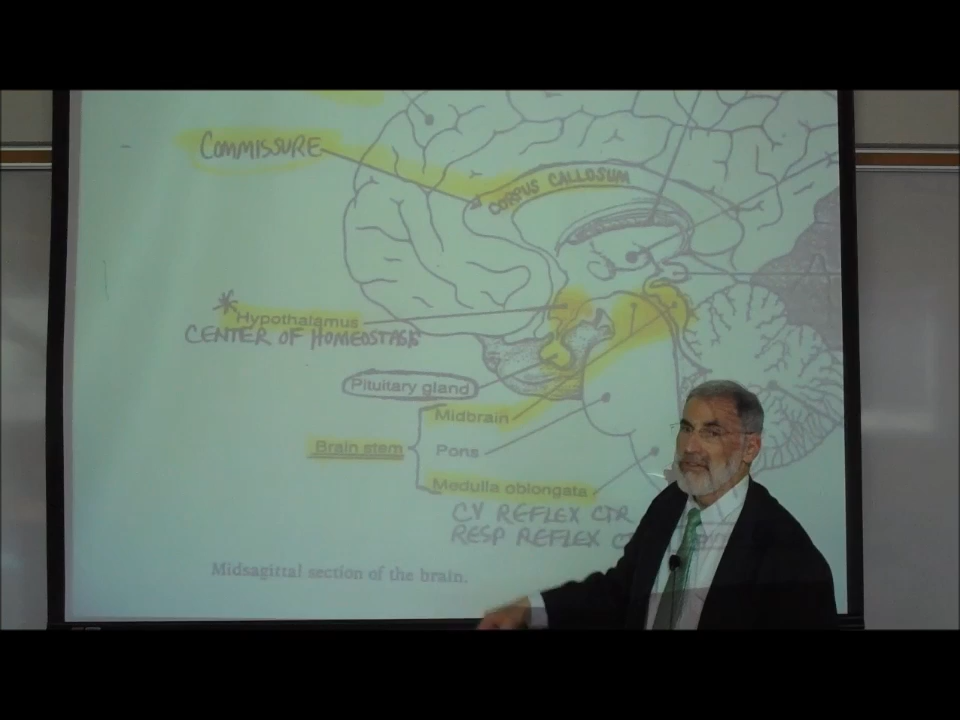 COMMISSURE
CORPUS CALLOSUM
* Hypothalamus
CENTER OF HOMEOSTASIS
Pituitary gland
Midbrain
Brain stem
Pons
Medulla oblongata
CV REFLEX CTR
RESP REFLEX
Midsagittal section of the brain.